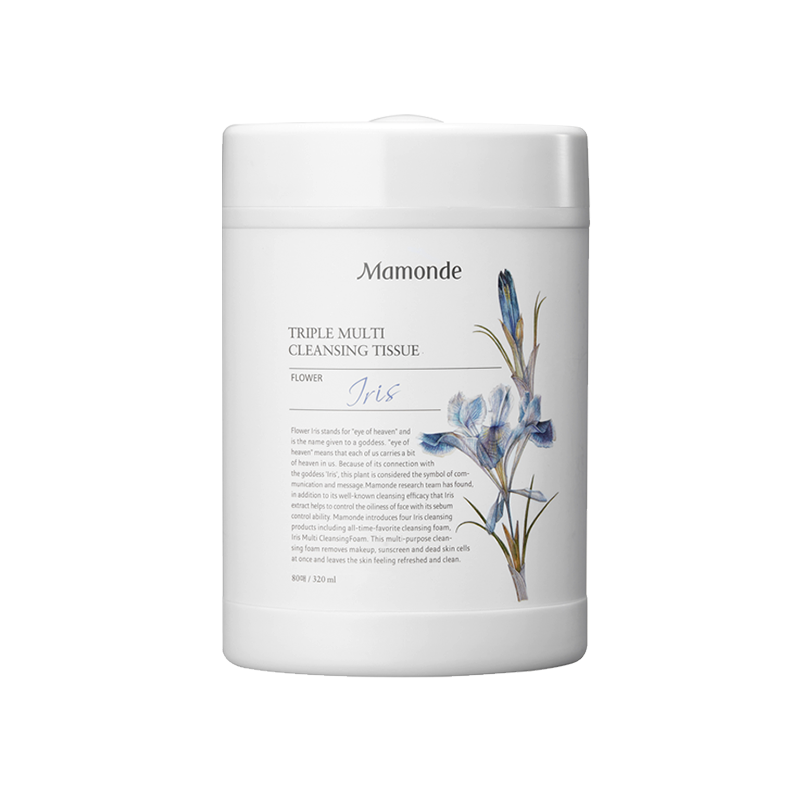 Mamonde
TRIPLE MULTI
CLEANSING TISSUE
FLOWER
Iris
Flower Iris stands for "eye of heaven" and
is the name given to a goddess. "eye of
heaven" means that each of us carries a bit
of heaven in us. Because of its connection with
the goddess 'Iris', this plant is considered the symbol of com-
munication and message.Mamonde research team has found,
in addition to its well-known cleansing efficacy that Iris
extract helps to control the oiliness of face with its sebum
control ability. Mamonde introduces four Iris cleansing
products including all-time-favorite cleansing foam,
Iris Multi CleansingFoam. This multi-purpose clean-
sing foam removes makeup, sunscreen and dead skin cells
at once and leaves the skin feeling refreshed and clean.
80매 / 320 ml